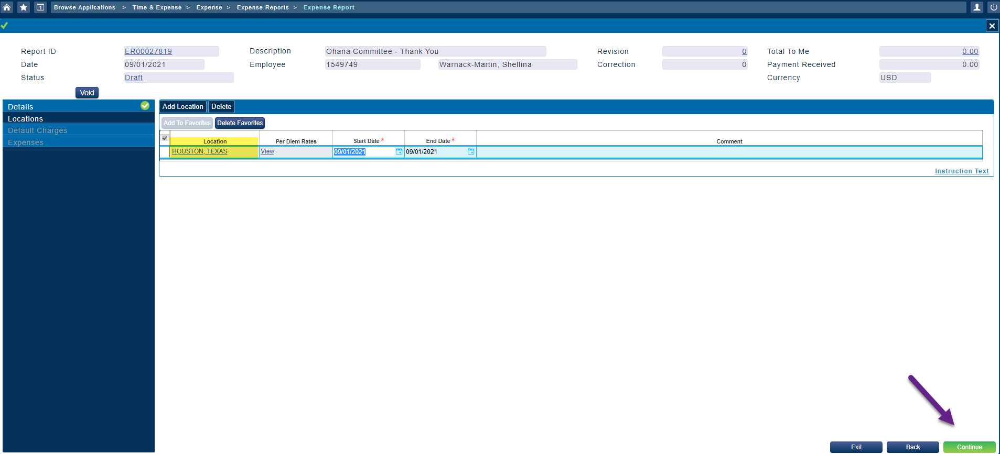 1 Browse Applications > Time & Expense > Expense > Expense Reports > Expense Report
Report ID ER00027819 Description Ohana Committee - Thank You Revision 0 Total To Me 0.00
Date 09/01/2021 Employee 1549749 Warnack-Martin, Shellina Correction 0 Payment Received 0.00
Status Draft Currency USD
Void
Details
Locations
Default Charges
Expenses
Add Location Delete
Add To Favorites Delete Favorites
Location Per Diem Rates Start Date * End Date * Comment
HOUSTON, TEXAS View 09/01/2021 09/01/2021
Instruction Text
Exit Back Continue